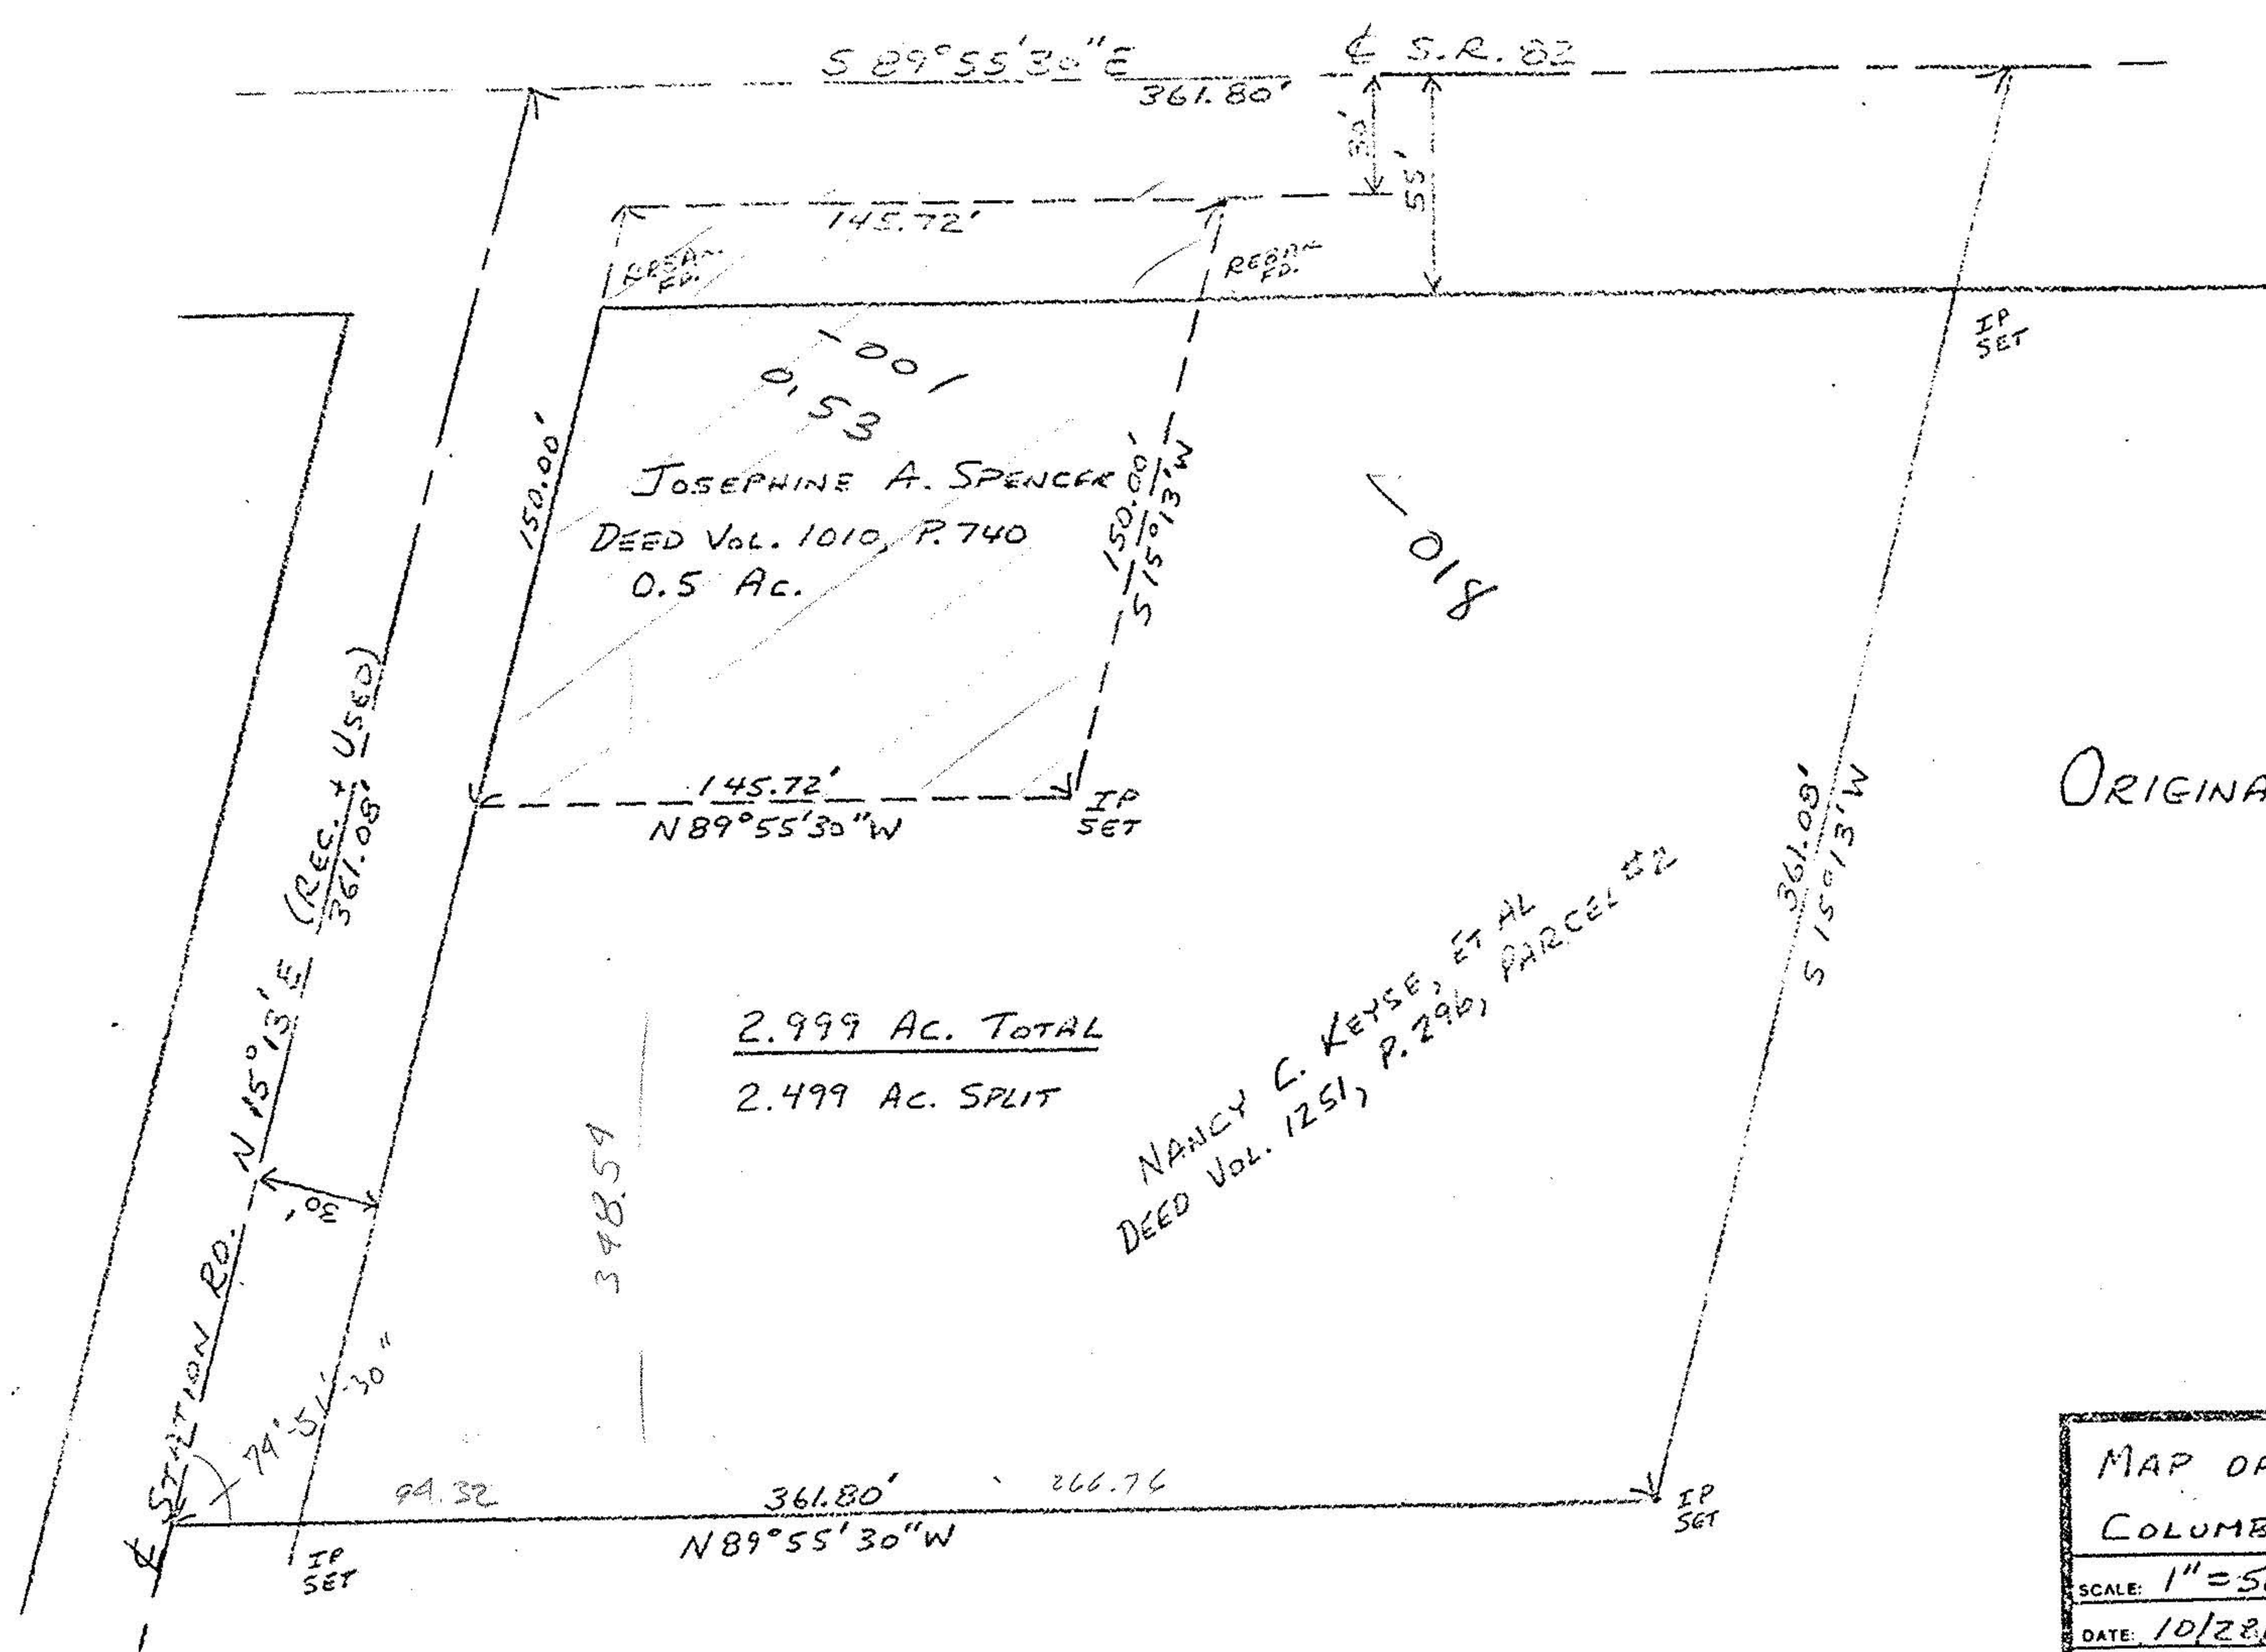 S 89°55'30" E
℄ S.R. 82
361.80'
30'
55'
145.72'
REBAR
FD.
REBAR
FD.
IP
SET
-001
0.53
150.00'
JOSEPHINE A. SPENCER
DEED VOL. 1010, P. 740
0.5 AC.
150.00'
S 15°13' W
-018
145.72'
N 89°55'30" W
IP
SET
ORIGINA
N 15°13' E (REC. + USED)
361.08'
361.08'
S 15°13' W
2.999 AC. TOTAL
2.499 AC. SPLIT
NANCY C. KEYSE, ET AL
DEED VOL. 1251, P. 296, PARCEL #2
30'
348.54
℄ STATION RD.
74°-51'-30"
94.32
361.80'
266.76
N 89°55'30" W
IP
SET
IP
SET
MAP OF
COLUMB
SCALE: 1" = 5
DATE: 10/28